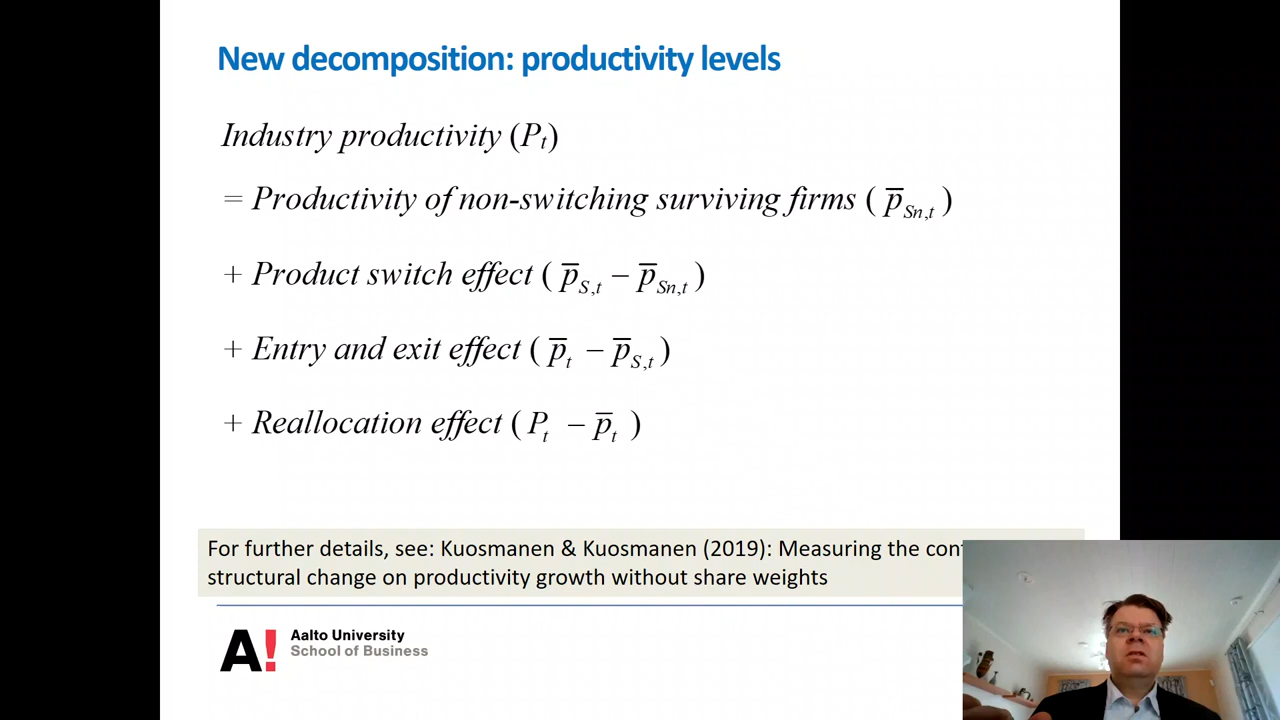 New decomposition: productivity levels
Industry productivity (Pₜ)
= Productivity of non-switching surviving firms ( p̅ Sn,t )
+ Product switch effect ( p̅ S,t – p̅ Sn,t )
+ Entry and exit effect ( p̅ t – p̅ S,t )
+ Reallocation effect ( P t – p̅ t )
For further details, see: Kuosmanen & Kuosmanen (2019): Measuring the
structural change on productivity growth without share weights
A!
Aalto University
School of Business